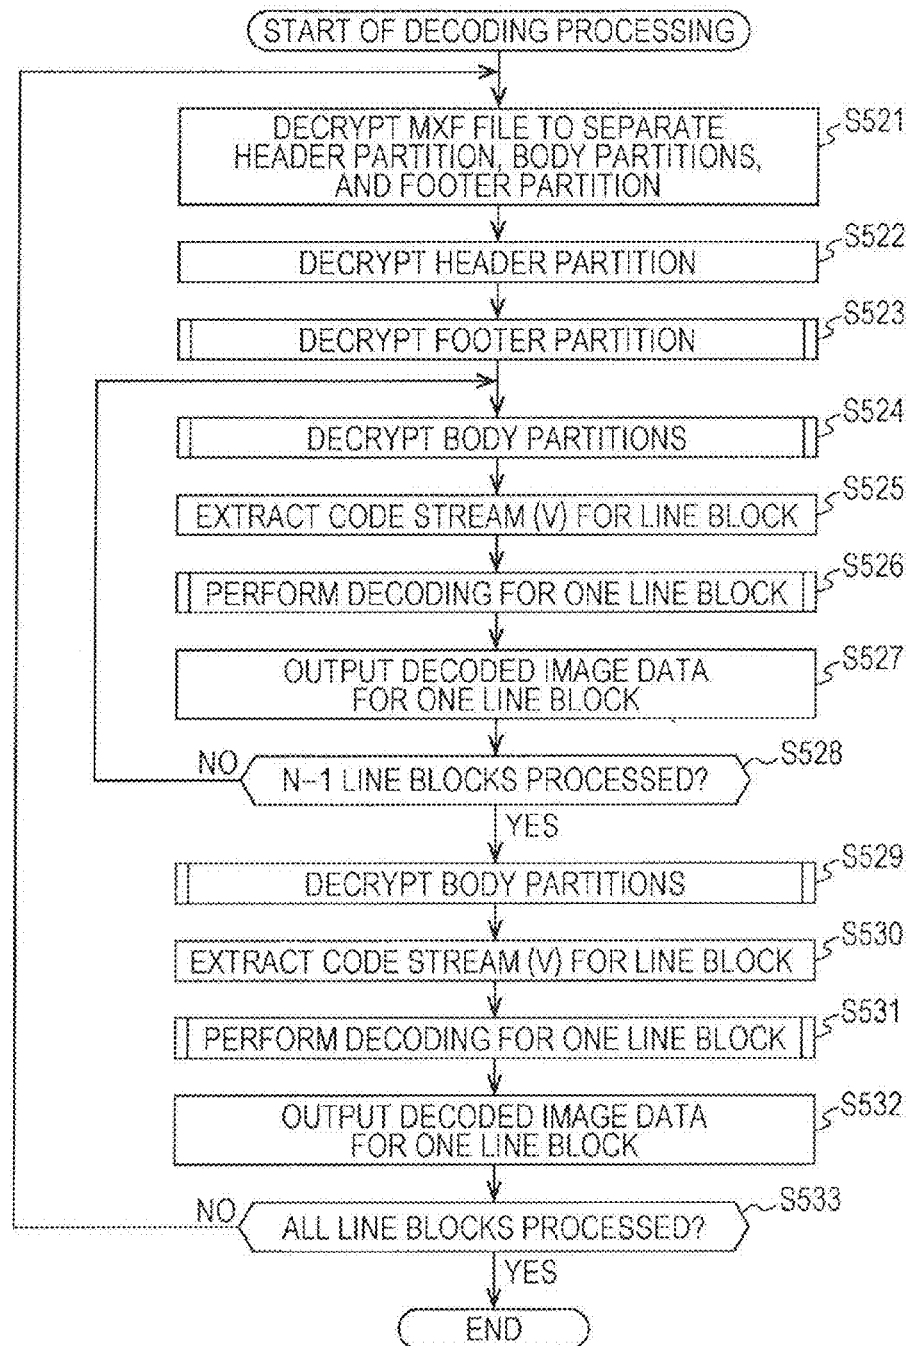 START OF DECODING PROCESSING
DECRYPT MXF FILE TO SEPARATE
HEADER PARTITION, BODY PARTITIONS,
AND FOOTER PARTITION
S521
DECRYPT HEADER PARTITION
S522
DECRYPT FOOTER PARTITION
S523
DECRYPT BODY PARTITIONS
S524
EXTRACT CODE STREAM (V) FOR LINE BLOCK
S525
PERFORM DECODING FOR ONE LINE BLOCK
S526
OUTPUT DECODED IMAGE DATA
FOR ONE LINE BLOCK
S527
NO
N-1 LINE BLOCKS PROCESSED?
S528
YES
DECRYPT BODY PARTITIONS
S529
EXTRACT CODE STREAM (V) FOR LINE BLOCK
S530
PERFORM DECODING FOR ONE LINE BLOCK
S531
OUTPUT DECODED IMAGE DATA
FOR ONE LINE BLOCK
S532
NO
ALL LINE BLOCKS PROCESSED?
S533
YES
END